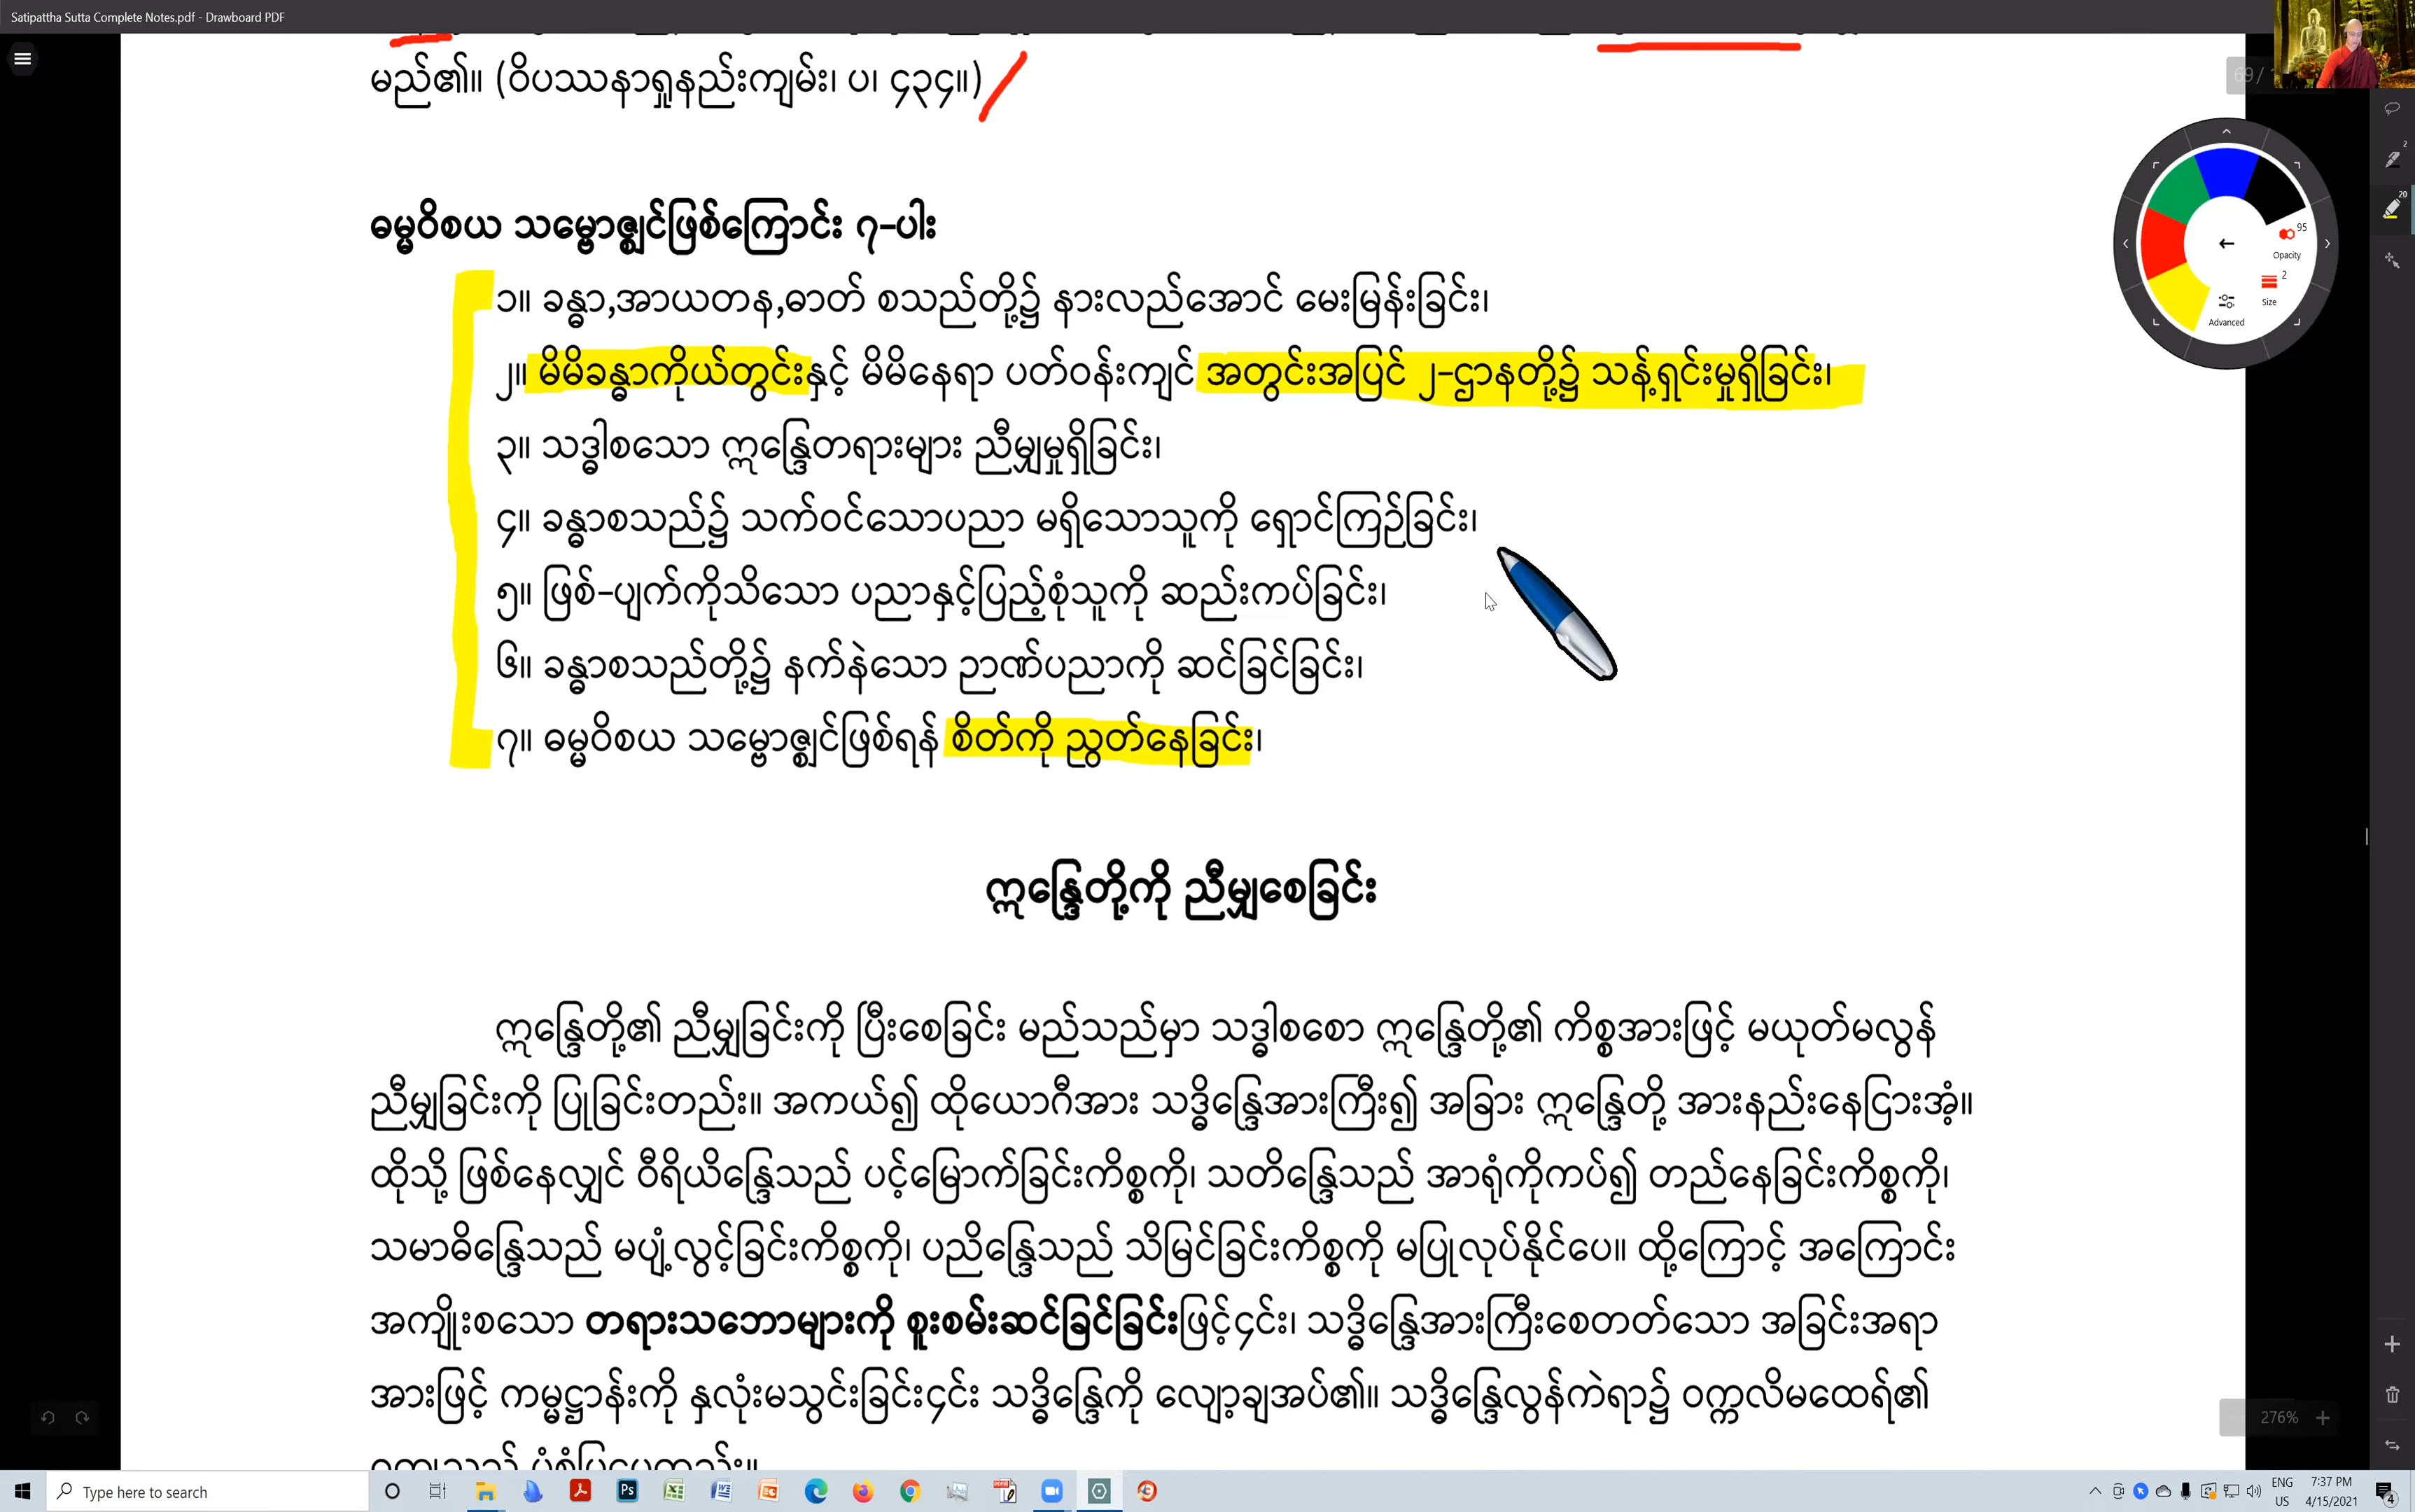 Satipattha Sutta Complete Notes.pdf - Drawboard PDF
မည်၏။ (ဝိပဿနာရှုနည်းကျမ်း၊ ပ၊ ၄၃၄။)
69/
2
20
95
Opacity
2
Size
Advanced
ဓမ္မဝိစယ သမ္ဗောဇ္ဈင်ဖြစ်ကြောင်း ၇-ပါး
၁။ ခန္ဓာ,အာယတန,ဓာတ် စသည်တို့၌ နားလည်အောင် မေးမြန်းခြင်း၊
၂။ မိမိခန္ဓာကိုယ်တွင်းနှင့် မိမိနေရာ ပတ်ဝန်းကျင် အတွင်းအပြင် ၂-ဌာနတို့၌ သန့်ရှင်းမှုရှိခြင်း၊
၃။ သဒ္ဓါစသော ဣန္ဒြေတရားများ ညီမျှမှုရှိခြင်း၊
၄။ ခန္ဓာစသည်၌ သက်ဝင်သောပညာ မရှိသောသူကို ရှောင်ကြဉ်ခြင်း၊
၅။ ဖြစ်-ပျက်ကိုသိသော ပညာနှင့်ပြည့်စုံသူကို ဆည်းကပ်ခြင်း၊
၆။ ခန္ဓာစသည်တို့၌ နက်နဲသော ဉာဏ်ပညာကို ဆင်ခြင်ခြင်း၊
၇။ ဓမ္မဝိစယ သမ္ဗောဇ္ဈင်ဖြစ်ရန် စိတ်ကို ညွတ်နေခြင်း၊
ဣန္ဒြေတို့ကို ညီမျှစေခြင်း
ဣန္ဒြေတို့၏ ညီမျှခြင်းကို ပြီးစေခြင်း မည်သည်မှာ သဒ္ဓါစစော ဣန္ဒြေတို့၏ ကိစ္စအားဖြင့် မယုတ်မလွန်
ညီမျှခြင်းကို ပြုခြင်းတည်း။ အကယ်၍ ထိုယောဂီအား သဒ္ဓိန္ဒြေအားကြီး၍ အခြား ဣန္ဒြေတို့ အားနည်းနေငြားအံ့။
ထိုသို့ ဖြစ်နေလျှင် ဝီရိယိန္ဒြေသည် ပင့်မြောက်ခြင်းကိစ္စကို၊ သတိန္ဒြေသည် အာရုံကိုကပ်၍ တည်နေခြင်းကိစ္စကို၊
သမာဓိန္ဒြေသည် မပျံ့လွင့်ခြင်းကိစ္စကို၊ ပညိန္ဒြေသည် သိမြင်ခြင်းကိစ္စကို မပြုလုပ်နိုင်ပေ။ ထို့ကြောင့် အကြောင်း
အကျိုးစသော တရားသဘောများကို စူးစမ်းဆင်ခြင်ခြင်းဖြင့်၄င်း၊ သဒ္ဓိန္ဒြေအားကြီးစေတတ်သော အခြင်းအရာ
အားဖြင့် ကမ္မဋ္ဌာန်းကို နှလုံးမသွင်းခြင်း၄င်း သဒ္ဓိန္ဒြေကို လျော့ချအပ်၏။ သဒ္ဓိန္ဒြေလွန်ကဲရာ၌ ဝက္ကလိမထေရ်၏
276%
Type here to search
ENG
US
7:37 PM
4/15/2021
4